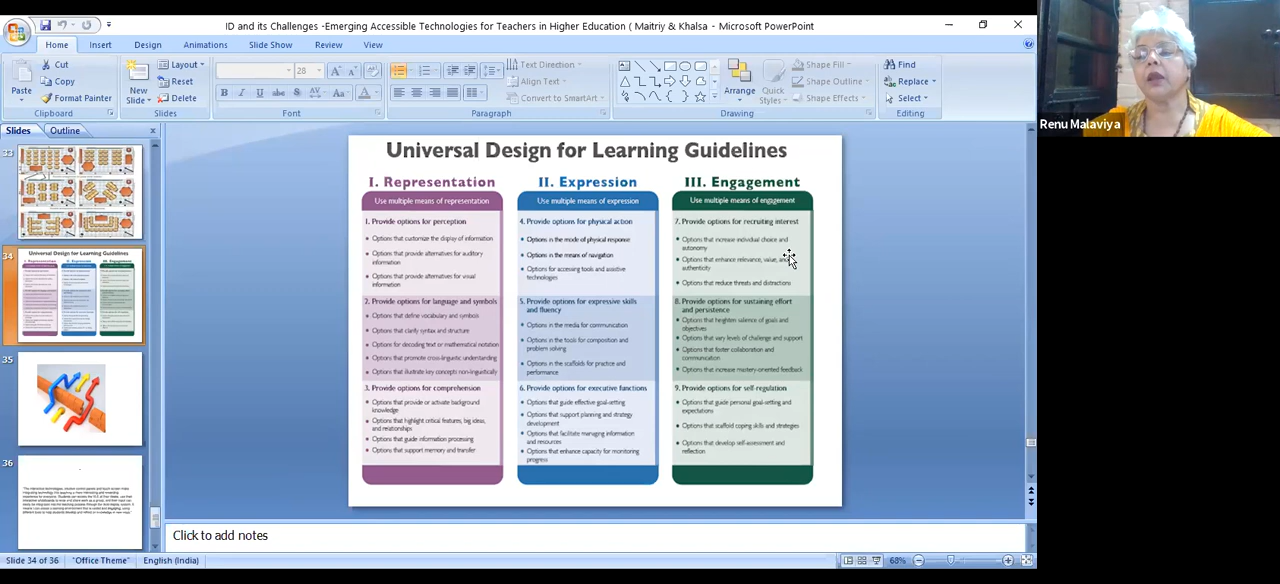 ID and its Challenges -Emerging Accessible Technologies for Teachers in Higher Education ( Maitriy & Khalsa - Microsoft PowerPoint
Home Insert Design Animations Slide Show Review View
Cut
Copy
Format Painter
Paste
Clipboard
New Slide
Layout
Reset
Delete
Slides
28
B I U abc S AV Aa A
Font
Text Direction
Align Text
Convert to SmartArt
Paragraph
Arrange
Quick Styles
Shape Fill
Shape Outline
Shape Effects
Drawing
Find
Replace
Select
Editing
Renu Malaviya
Slides Outline
33
34
35
36
Universal Design for Learning Guidelines
I. Representation
Use multiple means of representation
1. Provide options for perception
• Options that customize the display of information
• Options that provide alternatives for auditory
information
• Options that provide alternatives for visual
information
2. Provide options for language and symbols
• Options that define vocabulary and symbols
• Options that clarify syntax and structure
• Options for decoding text or mathematical notation
• Options that promote cross-linguistic understanding
• Options that illustrate key concepts non-linguistically
3. Provide options for comprehension
• Options that provide or activate background
knowledge
• Options that highlight critical features, big ideas,
and relationships
• Options that guide information processing
• Options that support memory and transfer
II. Expression
Use multiple means of expression
4. Provide options for physical action
• Options in the mode of physical response
• Options in the means of navigation
• Options for accessing tools and assistive
technologies
5. Provide options for expressive skills
and fluency
• Options in the media for communication
• Options in the tools for composition and
problem solving
• Options in the scaffolds for practice and
performance
6. Provide options for executive functions
• Options that guide effective goal-setting
• Options that support planning and strategy
development
• Options that facilitate managing information
and resources
• Options that enhance capacity for monitoring
progress
III. Engagement
Use multiple means of engagement
7. Provide options for recruiting interest
• Options that increase individual choice and
autonomy
• Options that enhance relevance, value, and
authenticity
• Options that reduce threats and distractions
8. Provide options for sustaining effort
and persistence
• Options that heighten salience of goals and
objectives
• Options that vary levels of challenge and support
• Options that foster collaboration and
communication
• Options that increase mastery-oriented feedback
9. Provide options for self-regulation
• Options that guide personal goal-setting and
expectations
• Options that scaffold coping skills and strategies
• Options that develop self-assessment and
reflection
Click to add notes
Slide 34 of 36 "Office Theme" English (India) 68%